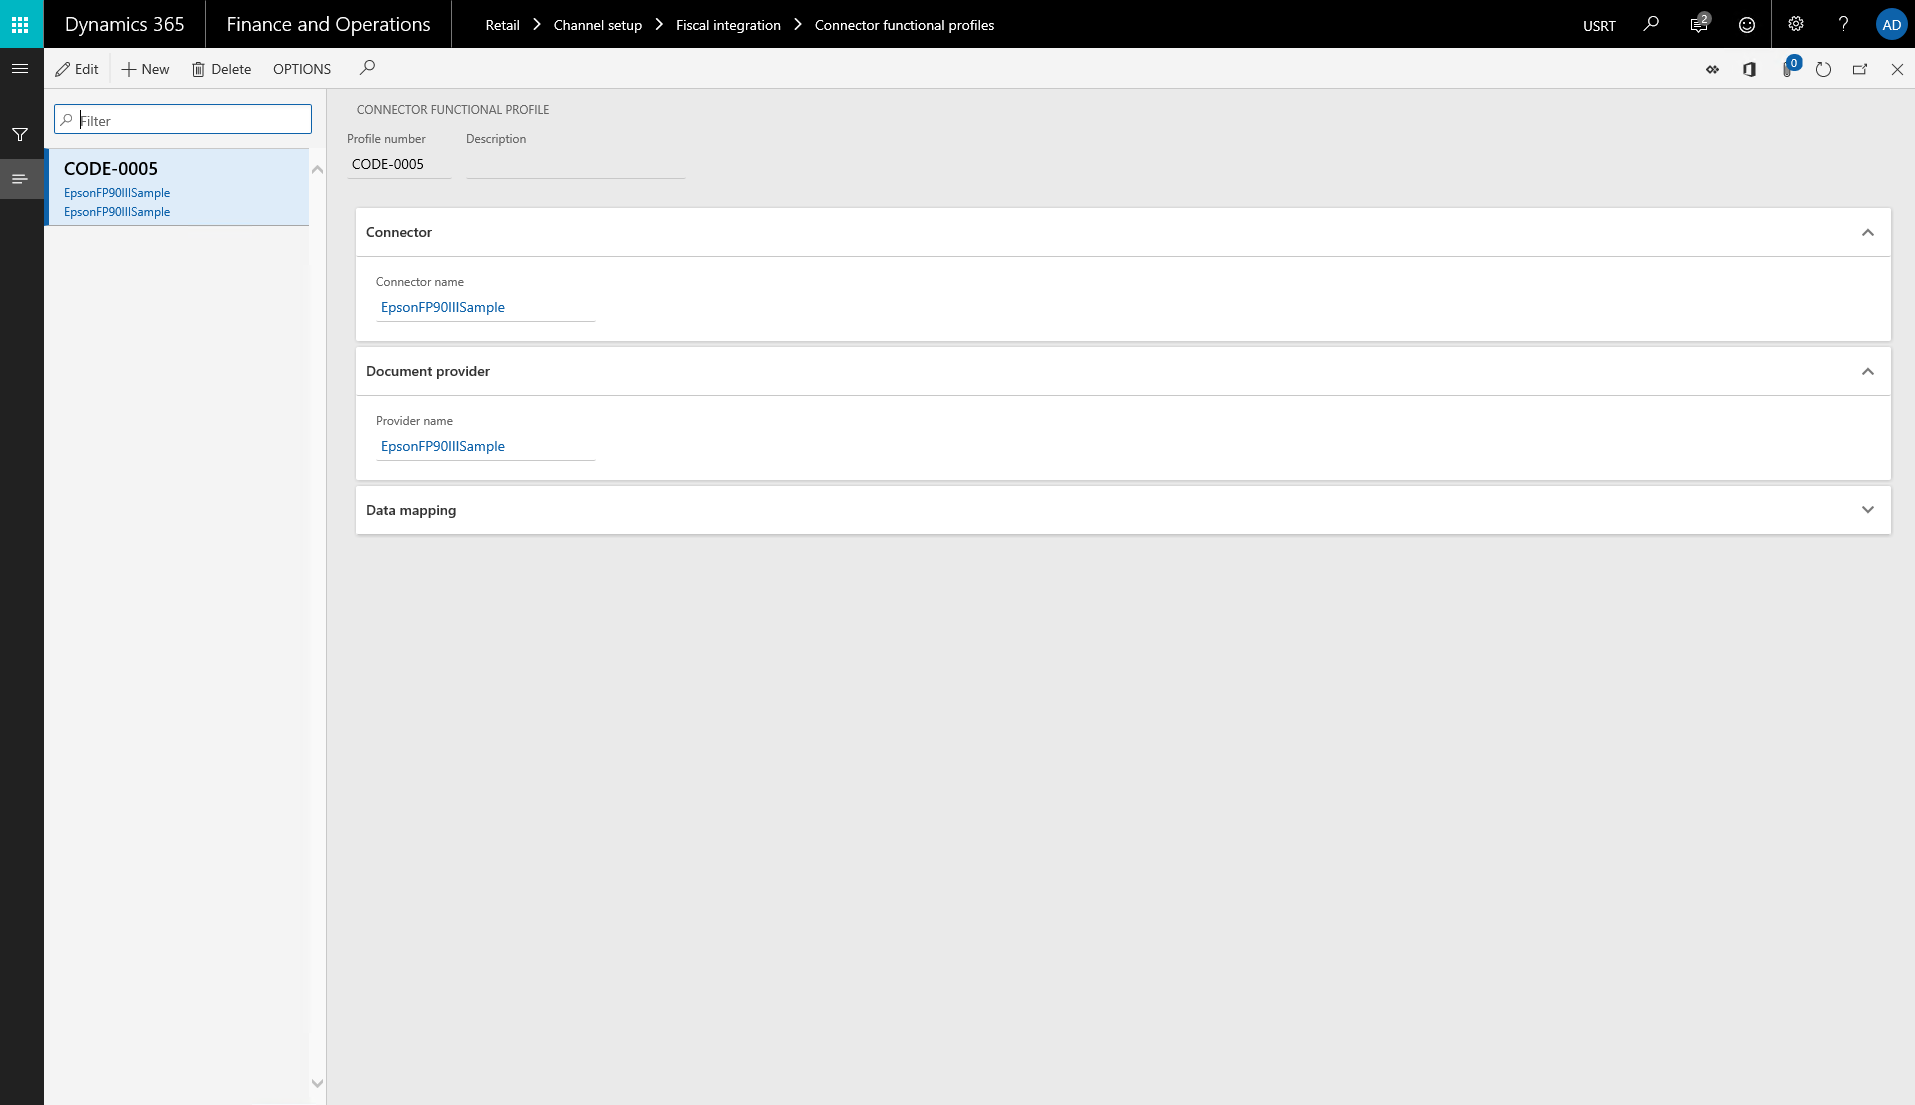 Dynamics 365
Finance and Operations
Retail > Channel setup > Fiscal integration > Connector functional profiles
USRT
2
?
AD
Edit
New
Delete
OPTIONS
0
Filter
CODE-0005
EpsonFP90IIISample
EpsonFP90IIISample
CONNECTOR FUNCTIONAL PROFILE
Profile number
Description
CODE-0005
Connector
Connector name
EpsonFP90IIISample
Document provider
Provider name
EpsonFP90IIISample
Data mapping